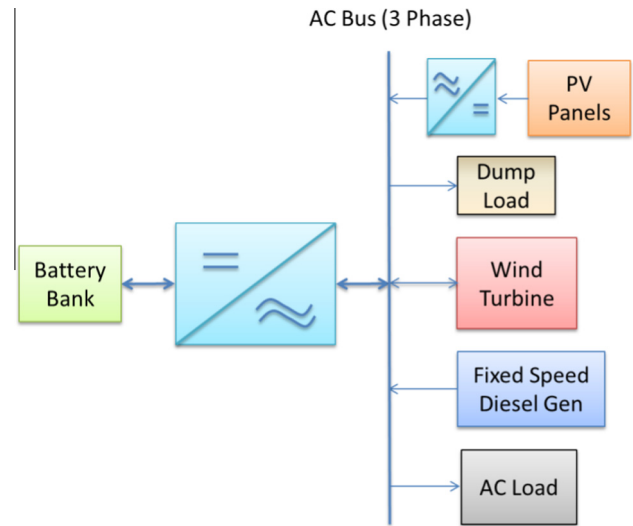 AC Bus (3 Phase)
PV
Panels
Dump
Load
Battery
Bank
Wind
Turbine
Fixed Speed
Diesel Gen
AC Load